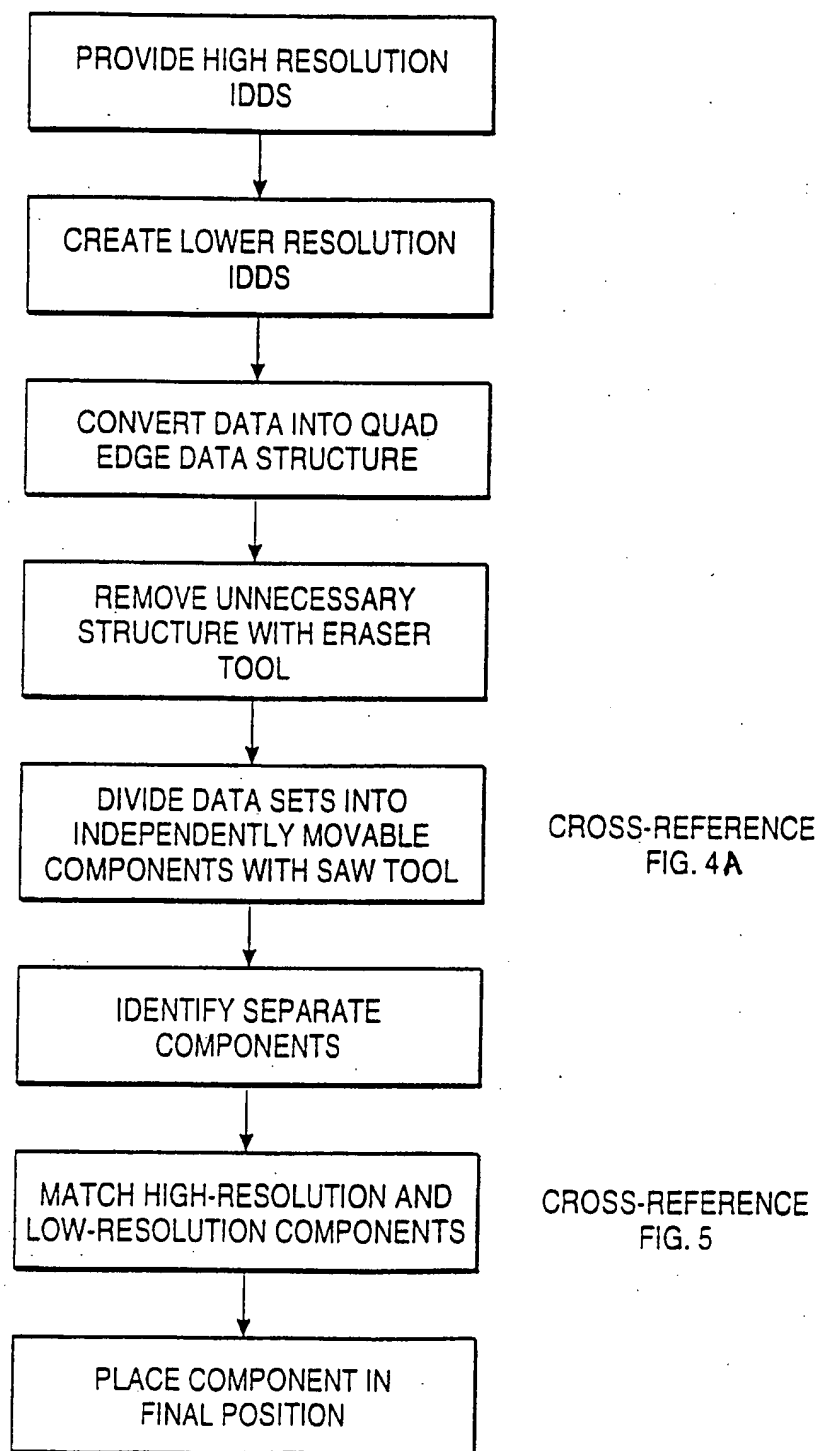 PROVIDE HIGH RESOLUTION
IDDS
CREATE LOWER RESOLUTION
IDDS
CONVERT DATA INTO QUAD
EDGE DATA STRUCTURE
REMOVE UNNECESSARY
STRUCTURE WITH ERASER
TOOL
DIVIDE DATA SETS INTO
INDEPENDENTLY MOVABLE
COMPONENTS WITH SAW TOOL
CROSS-REFERENCE
FIG. 4A
IDENTIFY SEPARATE
COMPONENTS
MATCH HIGH-RESOLUTION AND
LOW-RESOLUTION COMPONENTS
CROSS-REFERENCE
FIG. 5
PLACE COMPONENT IN
FINAL POSITION